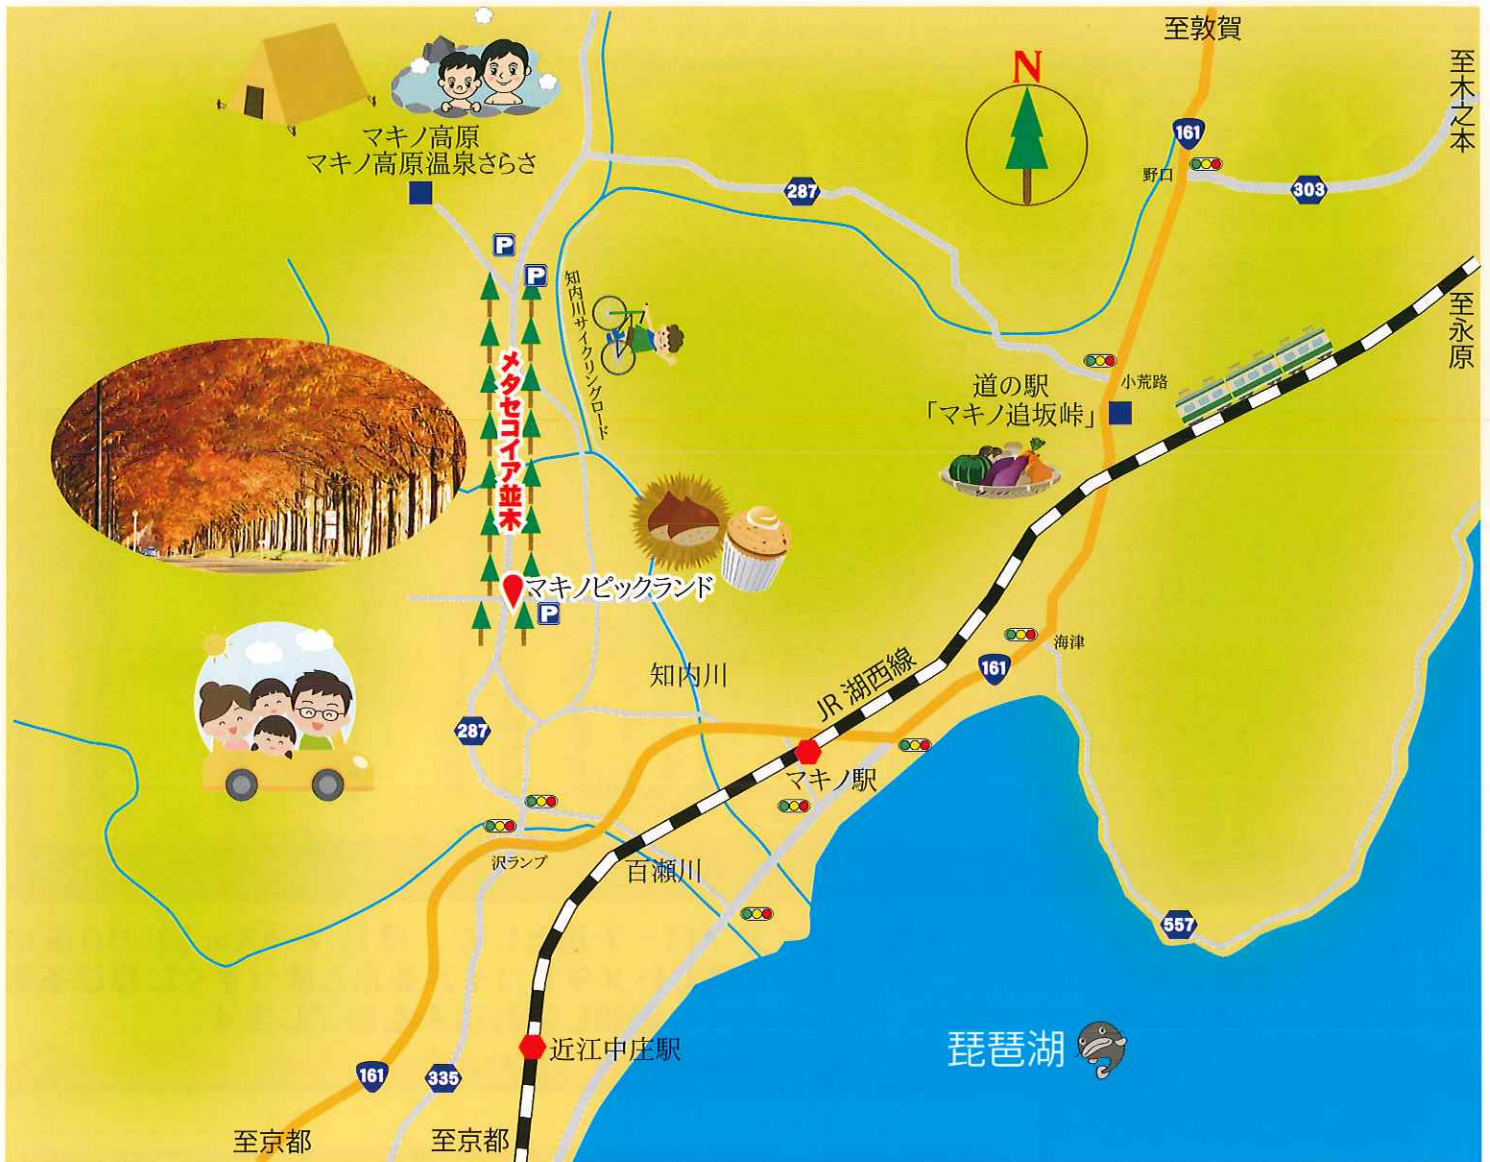 至敦賀
至木之本
N
161
マキノ高原
マキノ高原温泉さらさ
野口
287
303
P
P
知内川サイクリングロード
至永原
メタセコイア並木
小荒路
道の駅
「マキノ追坂峠」
マキノピックランド
P
海津
知内川
JR 湖西線
161
287
マキノ駅
沢ランプ
百瀬川
557
近江中庄駅
琵琶湖
161
335
至京都
至京都